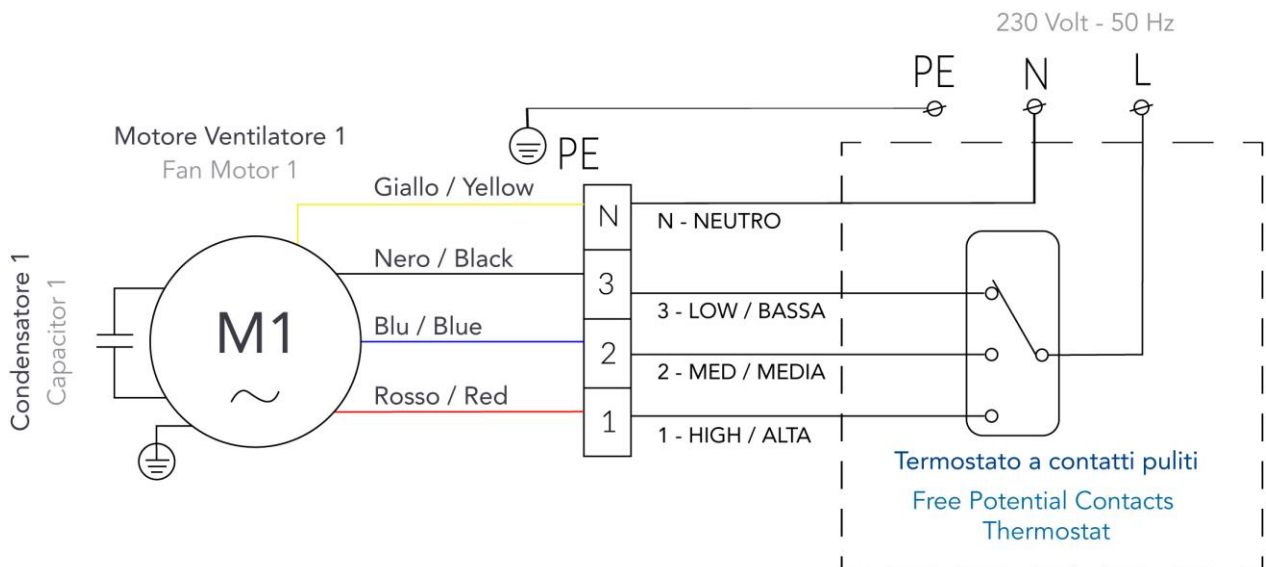 230 Volt - 50 Hz
PE N L
Motore Ventilatore 1
Fan Motor 1
PE
Giallo / Yellow
N
N - NEUTRO
Nero / Black
3
3 - LOW / BASSA
Condensatore 1
Capacitor 1
M1
Blu / Blue
2
2 - MED / MEDIA
Rosso / Red
1
1 - HIGH / ALTA
Termostato a contatti puliti
Free Potential Contacts
Thermostat